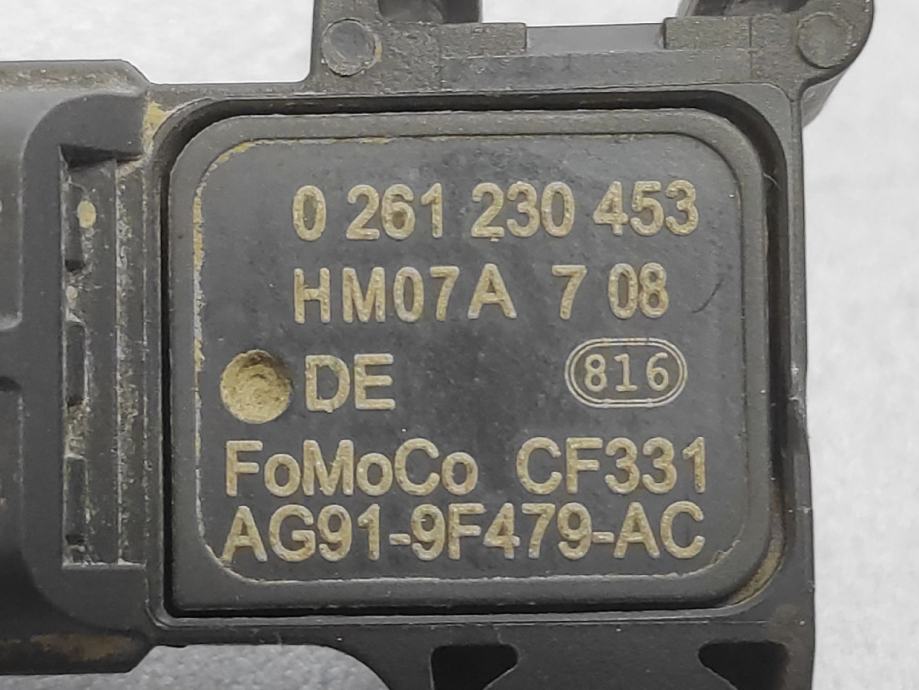 0 261 230 453
HM07A 7 08
DE 816
FoMoCo CF331
AG91-9F479-AC